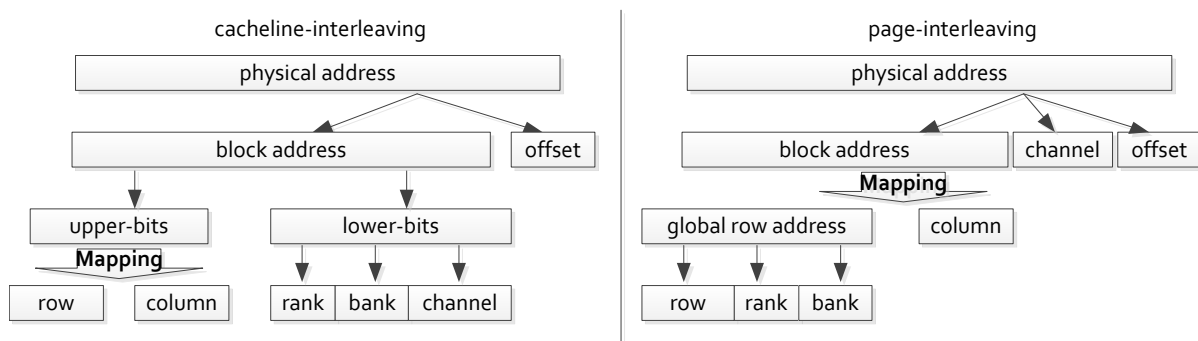 cacheline-interleaving
physical address
block address
offset
upper-bits
lower-bits
Mapping
row
column
rank
bank
channel
page-interleaving
physical address
block address
channel
offset
Mapping
global row address
column
row
rank
bank